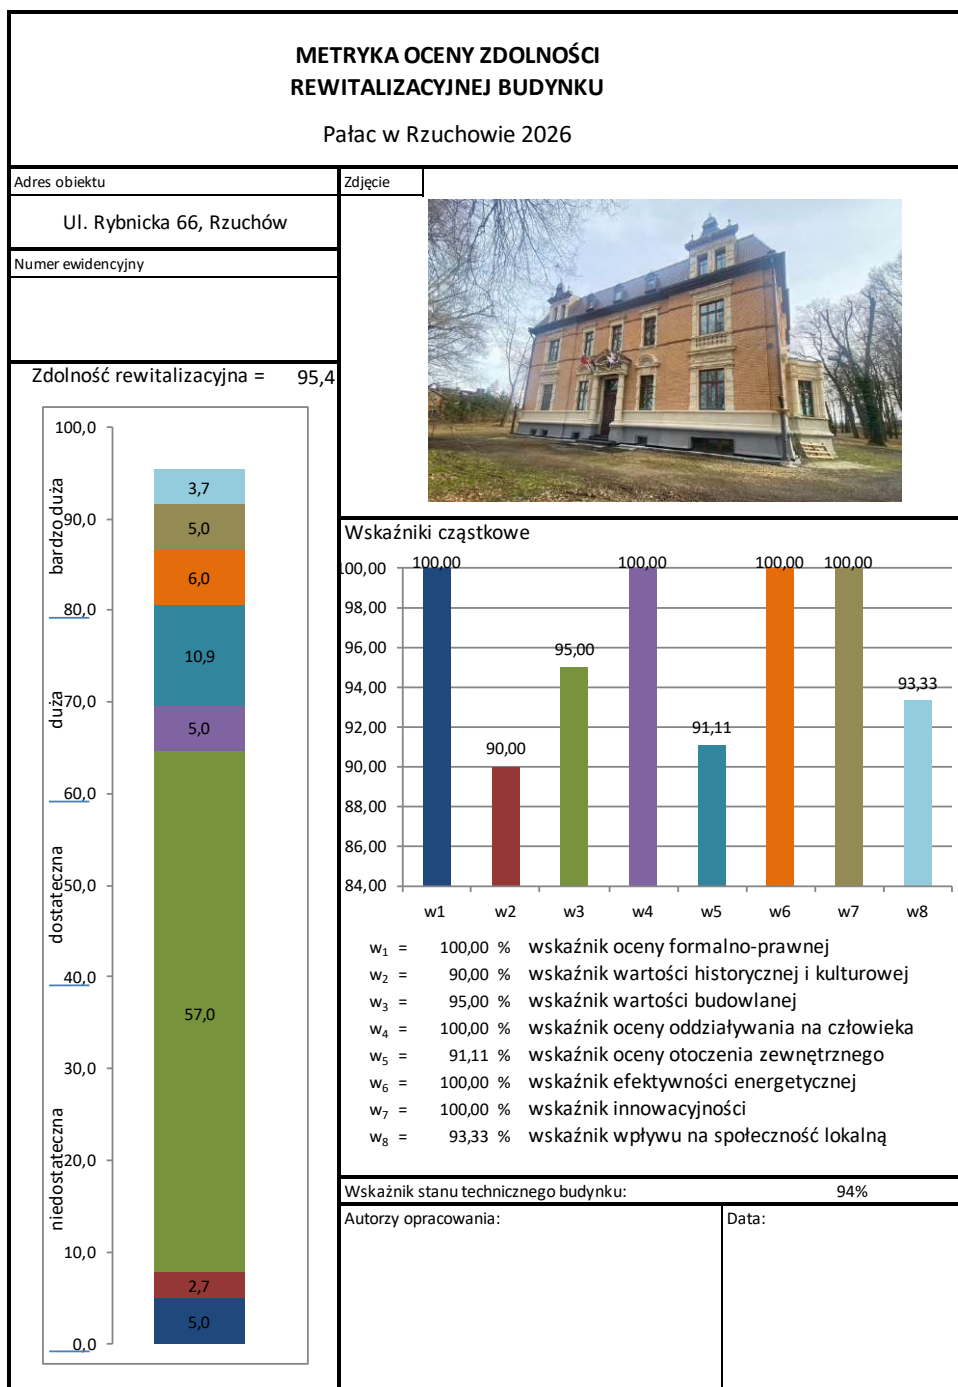 METRYKA OCENY ZDOLNOŚCI
REWITALIZACYJNEJ BUDYNKU
Pałac w Rzuchowie 2026
Adres obiektu
Ul. Rybnicka 66, Rzuchów
Numer ewidencyjny
Zdjęcie
Zdolność rewitalizacyjna = 95,4
100,0
90,0
80,0
70,0
60,0
50,0
40,0
30,0
20,0
10,0
0,0
bardzo duża
duża
dostateczna
niedostateczna
3,7
5,0
6,0
10,9
5,0
57,0
2,7
5,0
Wskaźniki cząstkowe
100,00
98,00
96,00
94,00
92,00
90,00
88,00
86,00
84,00
100,00
90,00
95,00
100,00
91,11
100,00
100,00
93,33
w1 w2 w3 w4 w5 w6 w7 w8
w₁ = 100,00 % wskaźnik oceny formalno-prawnej
w₂ = 90,00 % wskaźnik wartości historycznej i kulturowej
w₃ = 95,00 % wskaźnik wartości budowlanej
w₄ = 100,00 % wskaźnik oceny oddziaływania na człowieka
w₅ = 91,11 % wskaźnik oceny otoczenia zewnętrznego
w₆ = 100,00 % wskaźnik efektywności energetycznej
w₇ = 100,00 % wskaźnik innowacyjności
w₈ = 93,33 % wskaźnik wpływu na społeczność lokalną
Wskaźnik stanu technicznego budynku: 94%
Autorzy opracowania:
Data: